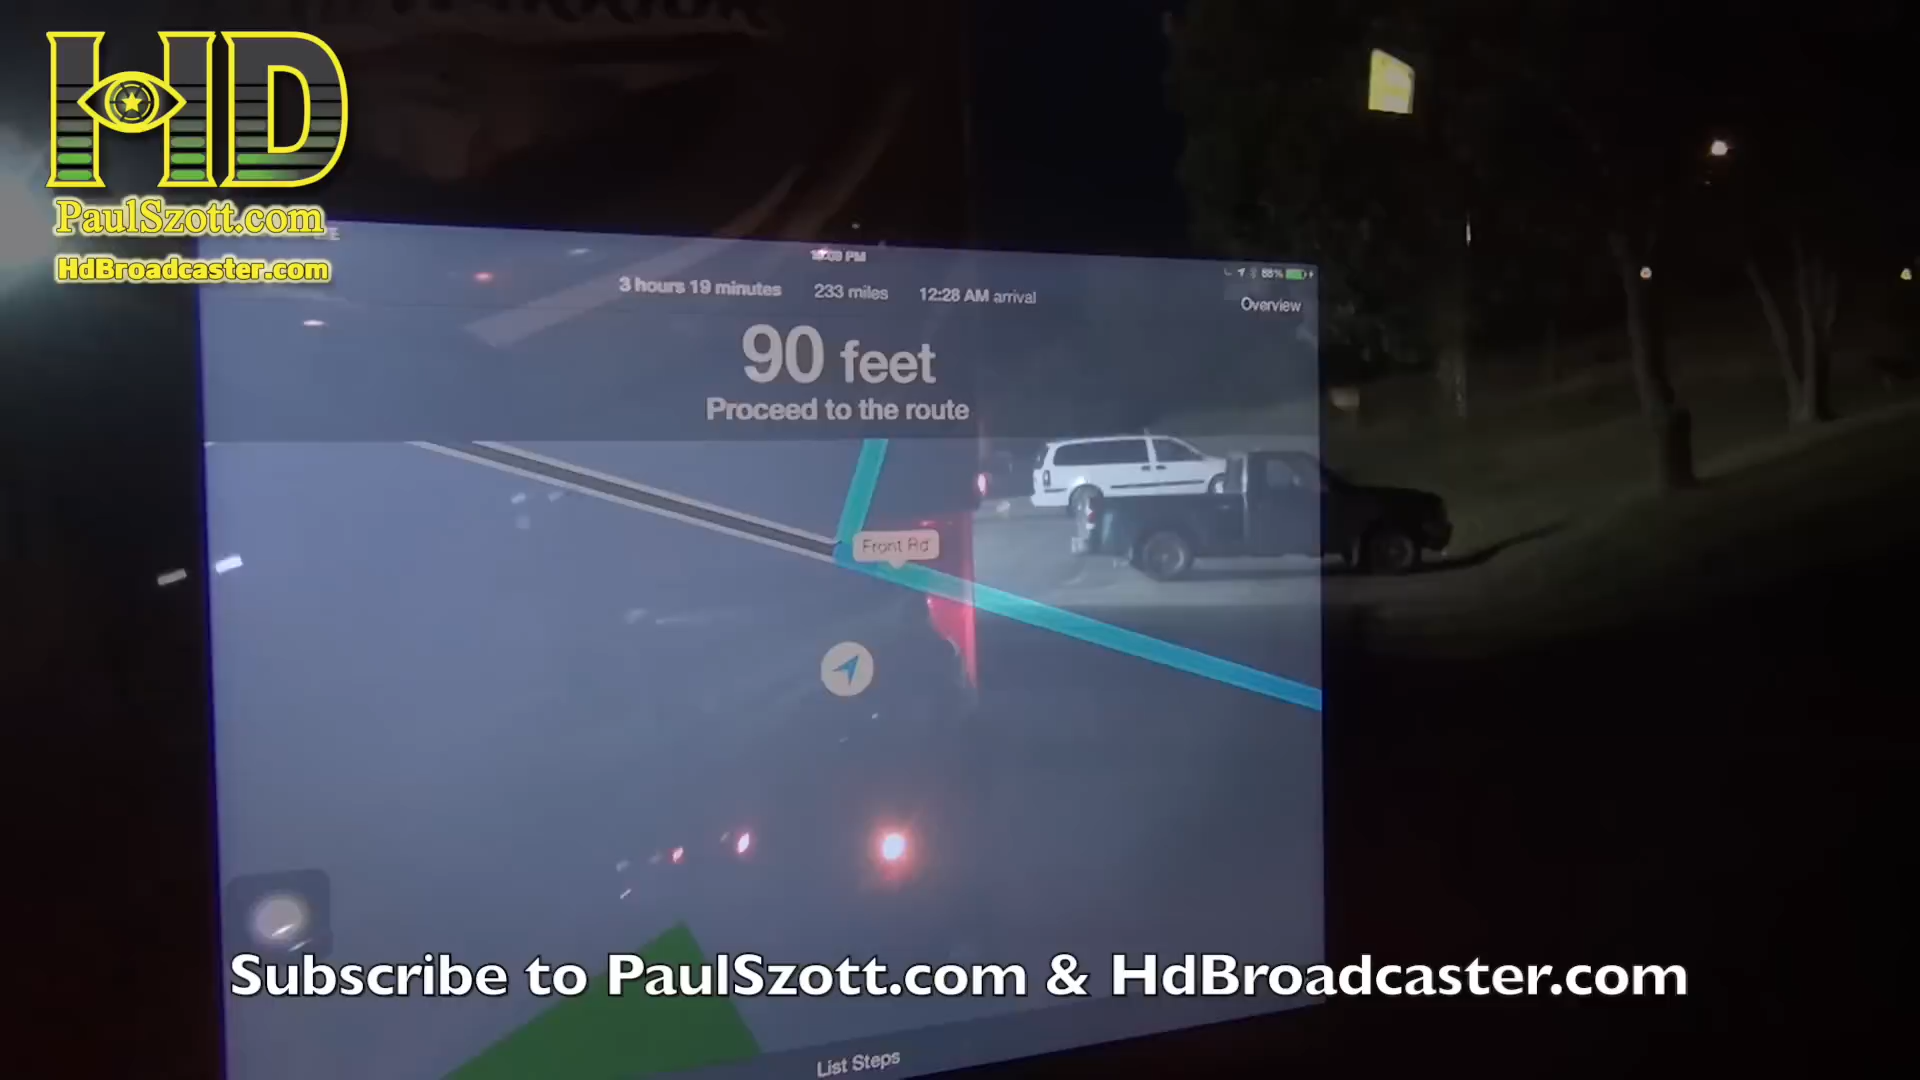 HD
PaulSzott.com
HdBroadcaster.com
3 hours 19 minutes 233 miles 12:28 AM arrival
88%
Overview
90 feet
Proceed to the route
Front Rd
Subscribe to PaulSzott.com & HdBroadcaster.com
List Steps